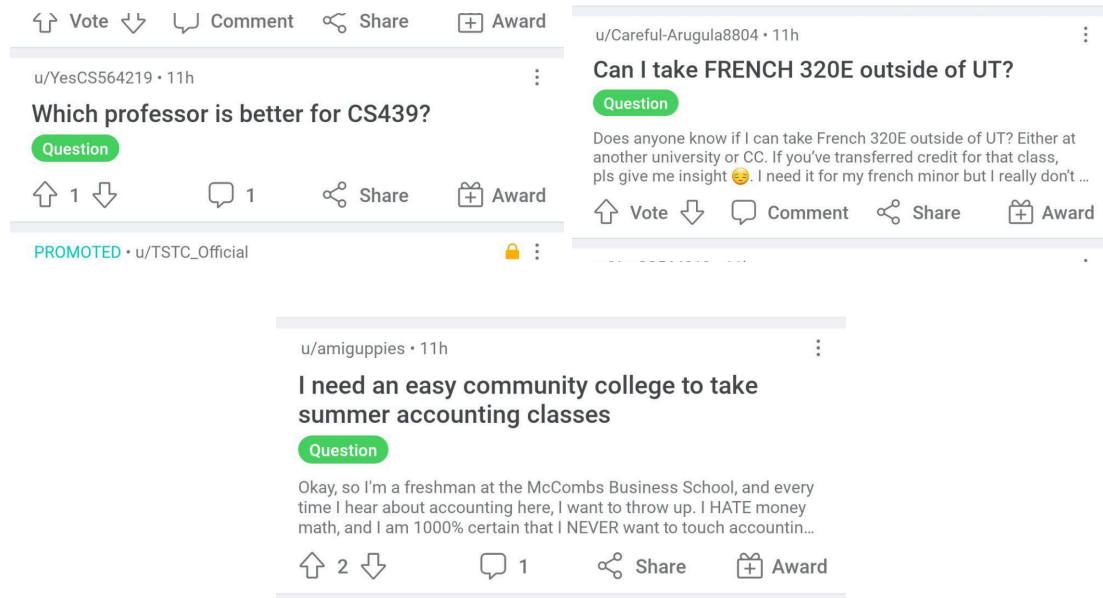 Vote Comment Share Award
u/YesCS564219 • 11h
Which professor is better for CS439?
Question
1 1 Share Award
PROMOTED • u/TSTC_Official
u/Careful-Arugula8804 • 11h
Can I take FRENCH 320E outside of UT?
Question
Does anyone know if I can take French 320E outside of UT? Either at
another university or CC. If you’ve transferred credit for that class,
pls give me insight 😔. I need it for my french minor but I really don’t ...
Vote Comment Share Award
u/amiguppies • 11h
I need an easy community college to take
summer accounting classes
Question
Okay, so I'm a freshman at the McCombs Business School, and every
time I hear about accounting here, I want to throw up. I HATE money
math, and I am 1000% certain that I NEVER want to touch accountin...
2 1 Share Award